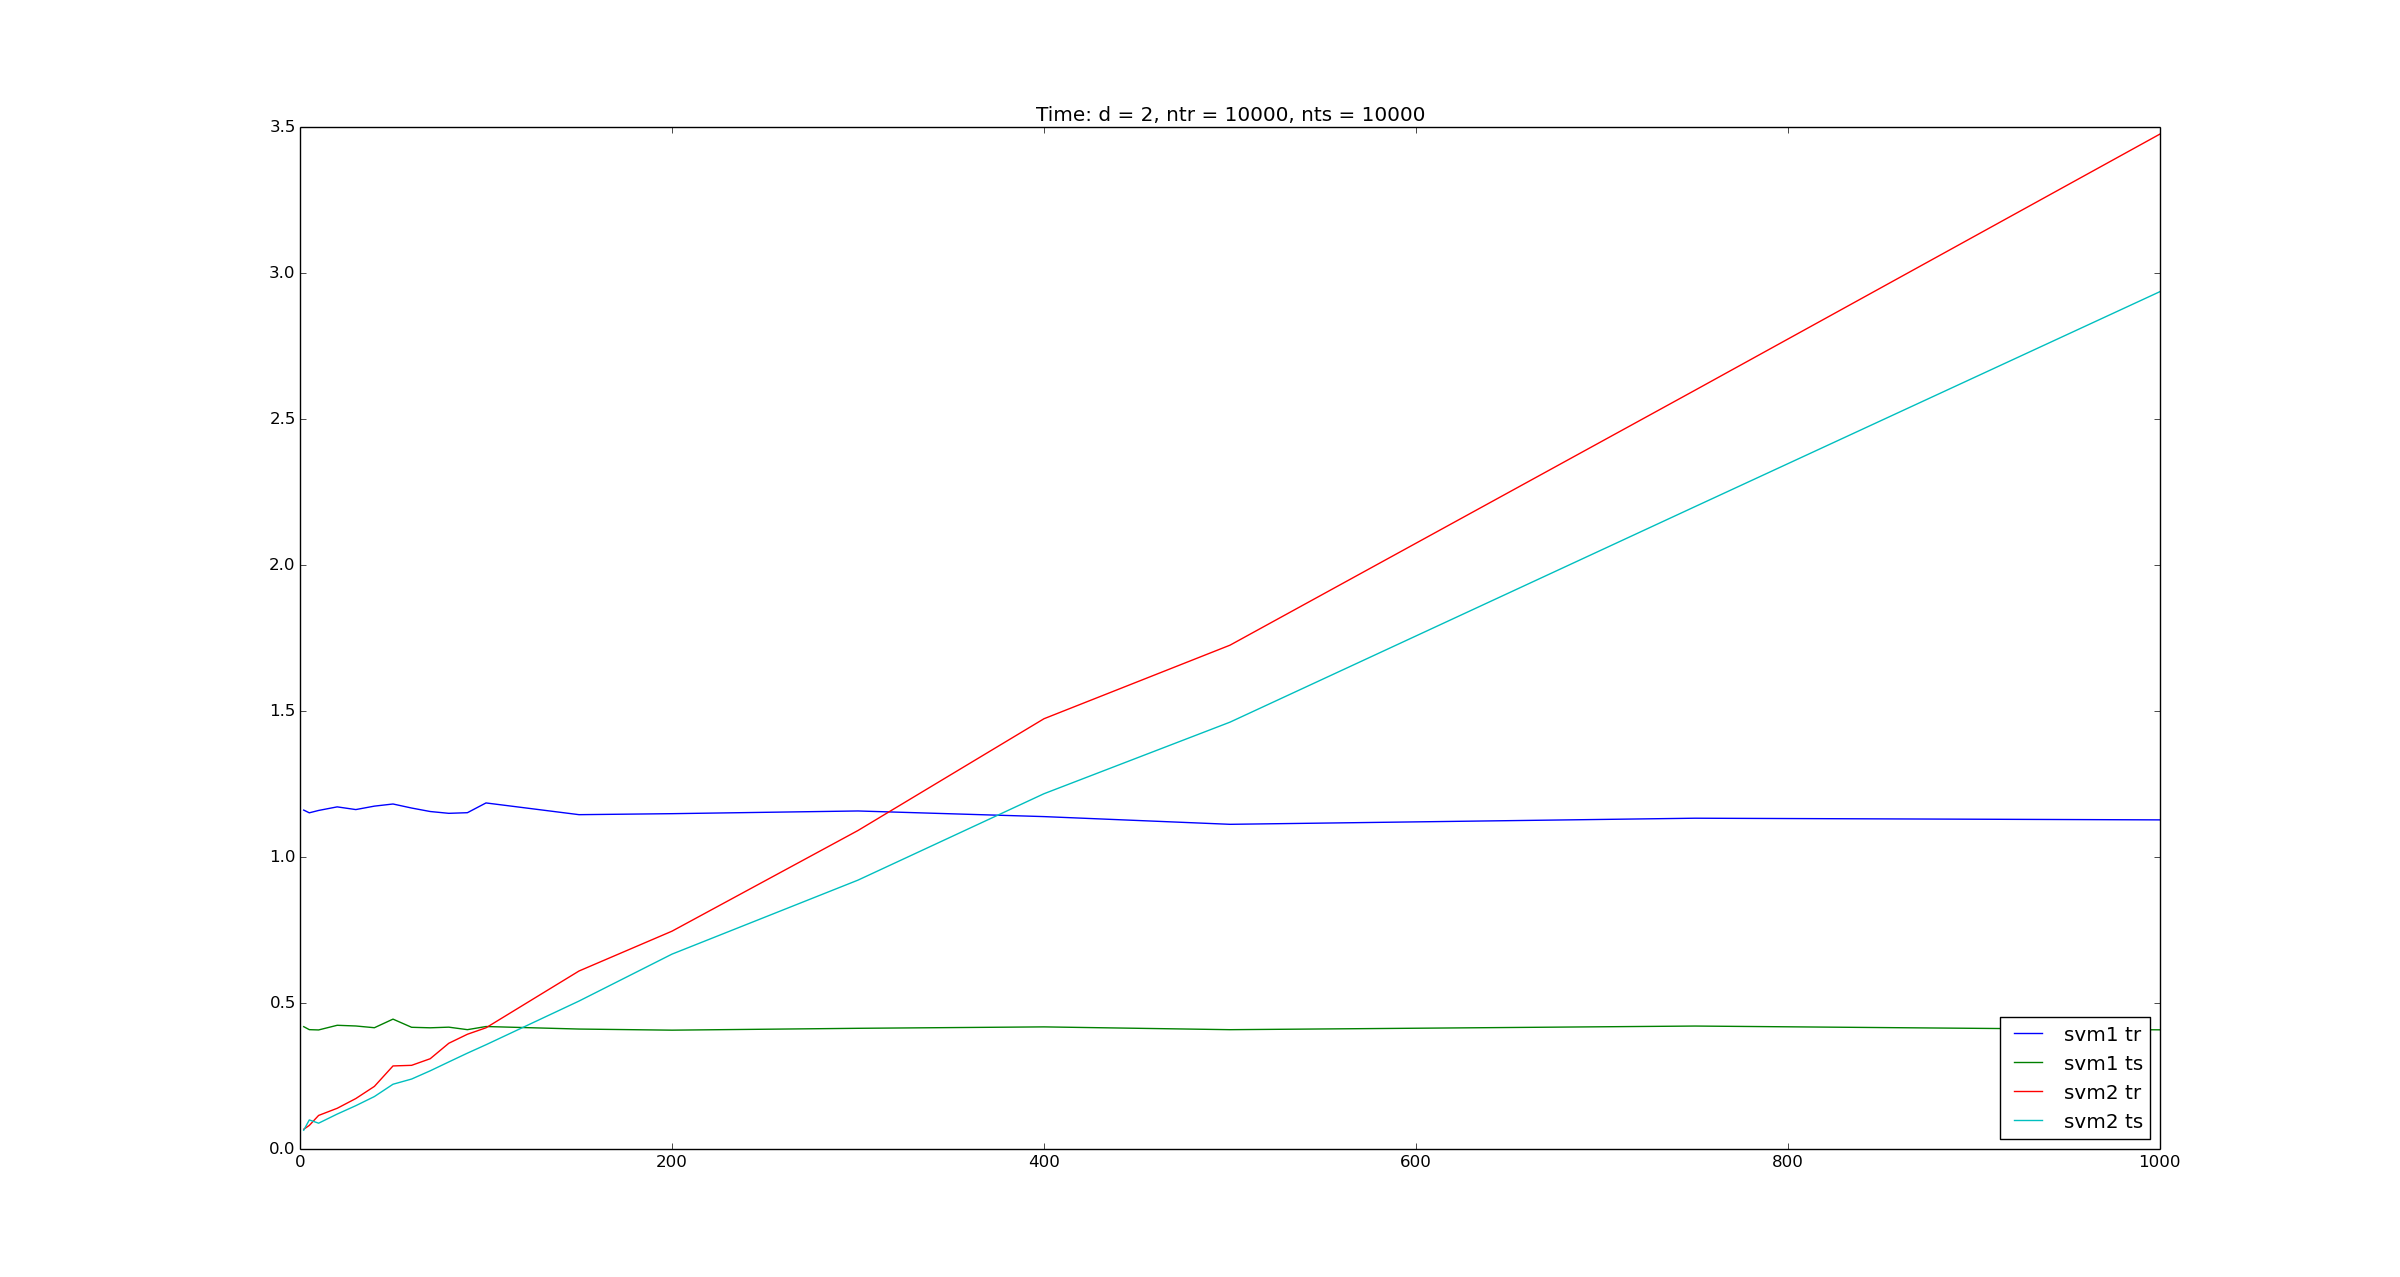 Time: d = 2, ntr = 10000, nts = 10000
3.5
3.0
2.5
2.0
1.5
1.0
0.5
0.0
0 200 400 600 800 1000
svm1 tr
svm1 ts
svm2 tr
svm2 ts